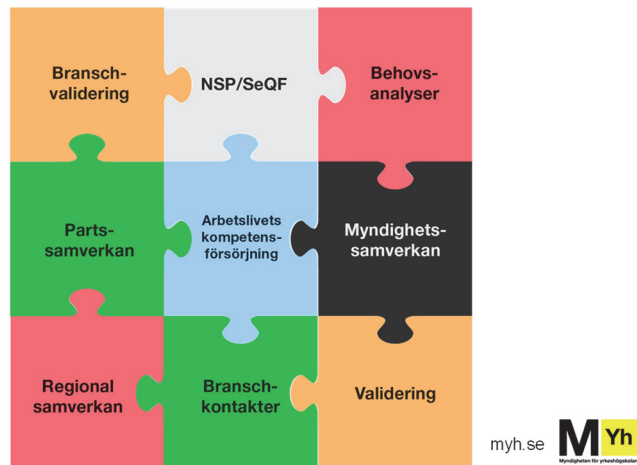 Bransch-
validering
NSP/SeQF
Behovs-
analyser
Parts-
samverkan
Arbetslivets
kompetens-
försörjning
Myndighets-
samverkan
Regional
samverkan
Bransch-
kontakter
Validering
myh.se
M Yh
Myndigheten för yrkeshögskolan